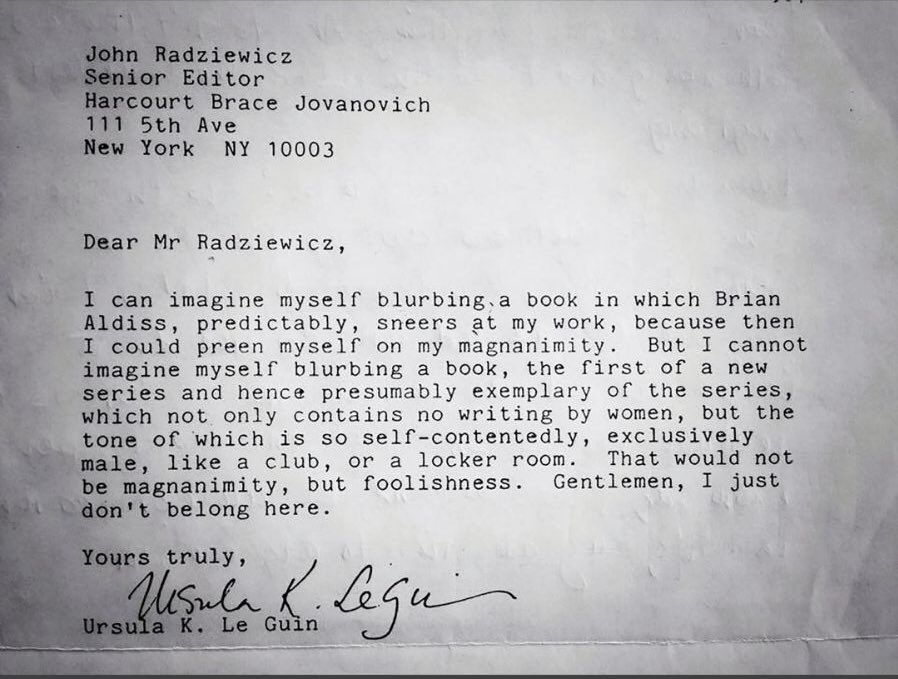 John Radziewicz
Senior Editor
Harcourt Brace Jovanovich
111 5th Ave
New York  NY 10003
Dear Mr Radziewicz,
I can imagine myself blurbing a book in which Brian
Aldiss, predictably, sneers at my work, because then
I could preen myself on my magnanimity.  But I cannot
imagine myself blurbing a book, the first of a new
series and hence presumably exemplary of the series,
which not only contains no writing by women, but the
tone of which is so self-contentedly, exclusively
male, like a club, or a locker room.  That would not
be magnanimity, but foolishness.  Gentlemen, I just
don't belong here.
Yours truly,
Ursula K. LeGuin
Ursula K. Le Guin